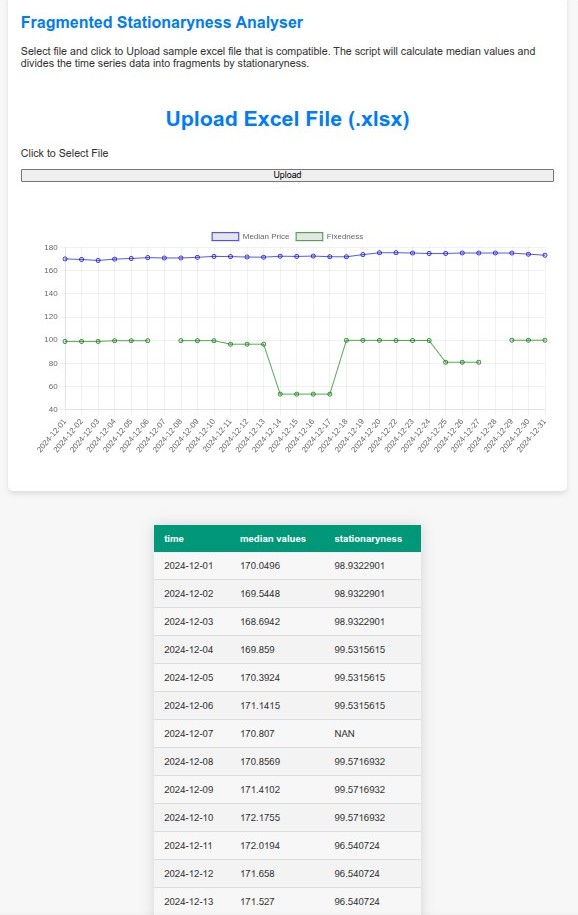 Fragmented Stationaryness Analyser
Select file and click to Upload sample excel file that is compatible. The script will calculate median values and
divides the time series data into fragments by stationaryness.
Upload Excel File (.xlsx)
Click to Select File
Upload
Median Price Fixedness
180
160
140
120
100
80
60
40
2024-12-01 2024-12-02 2024-12-03 2024-12-04 2024-12-05 2024-12-06 2024-12-07 2024-12-08 2024-12-09 2024-12-10 2024-12-11 2024-12-12 2024-12-13 2024-12-14 2024-12-15 2024-12-16 2024-12-17 2024-12-18 2024-12-19 2024-12-20 2024-12-22 2024-12-23 2024-12-24 2024-12-25 2024-12-26 2024-12-27 2024-12-28 2024-12-29 2024-12-30 2024-12-31
time median values stationaryness
2024-12-01 170.0496 98.9322901
2024-12-02 169.5448 98.9322901
2024-12-03 168.6942 98.9322901
2024-12-04 169.859 99.5315615
2024-12-05 170.3924 99.5315615
2024-12-06 171.1415 99.5315615
2024-12-07 170.807 NAN
2024-12-08 170.8569 99.5716932
2024-12-09 171.4102 99.5716932
2024-12-10 172.1755 99.5716932
2024-12-11 172.0194 96.540724
2024-12-12 171.658 96.540724
2024-12-13 171.527 96.540724